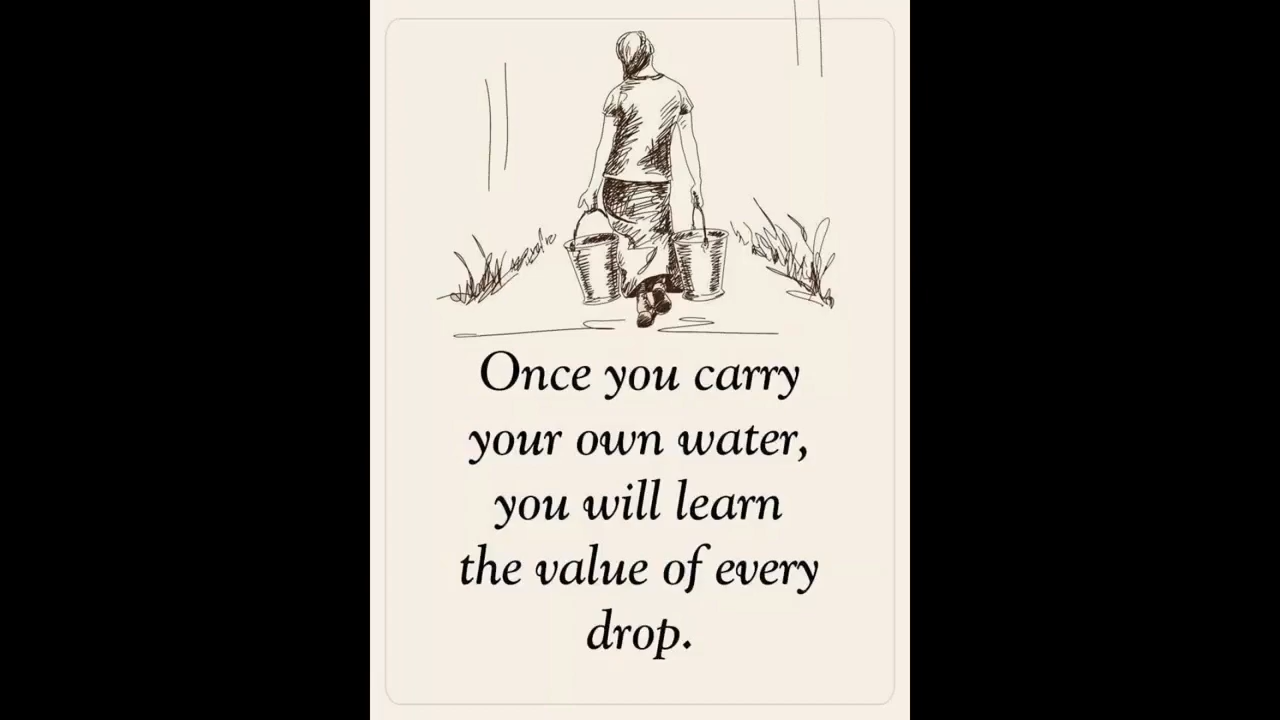 Once you carry
your own water,
you will learn
the value of every
drop.